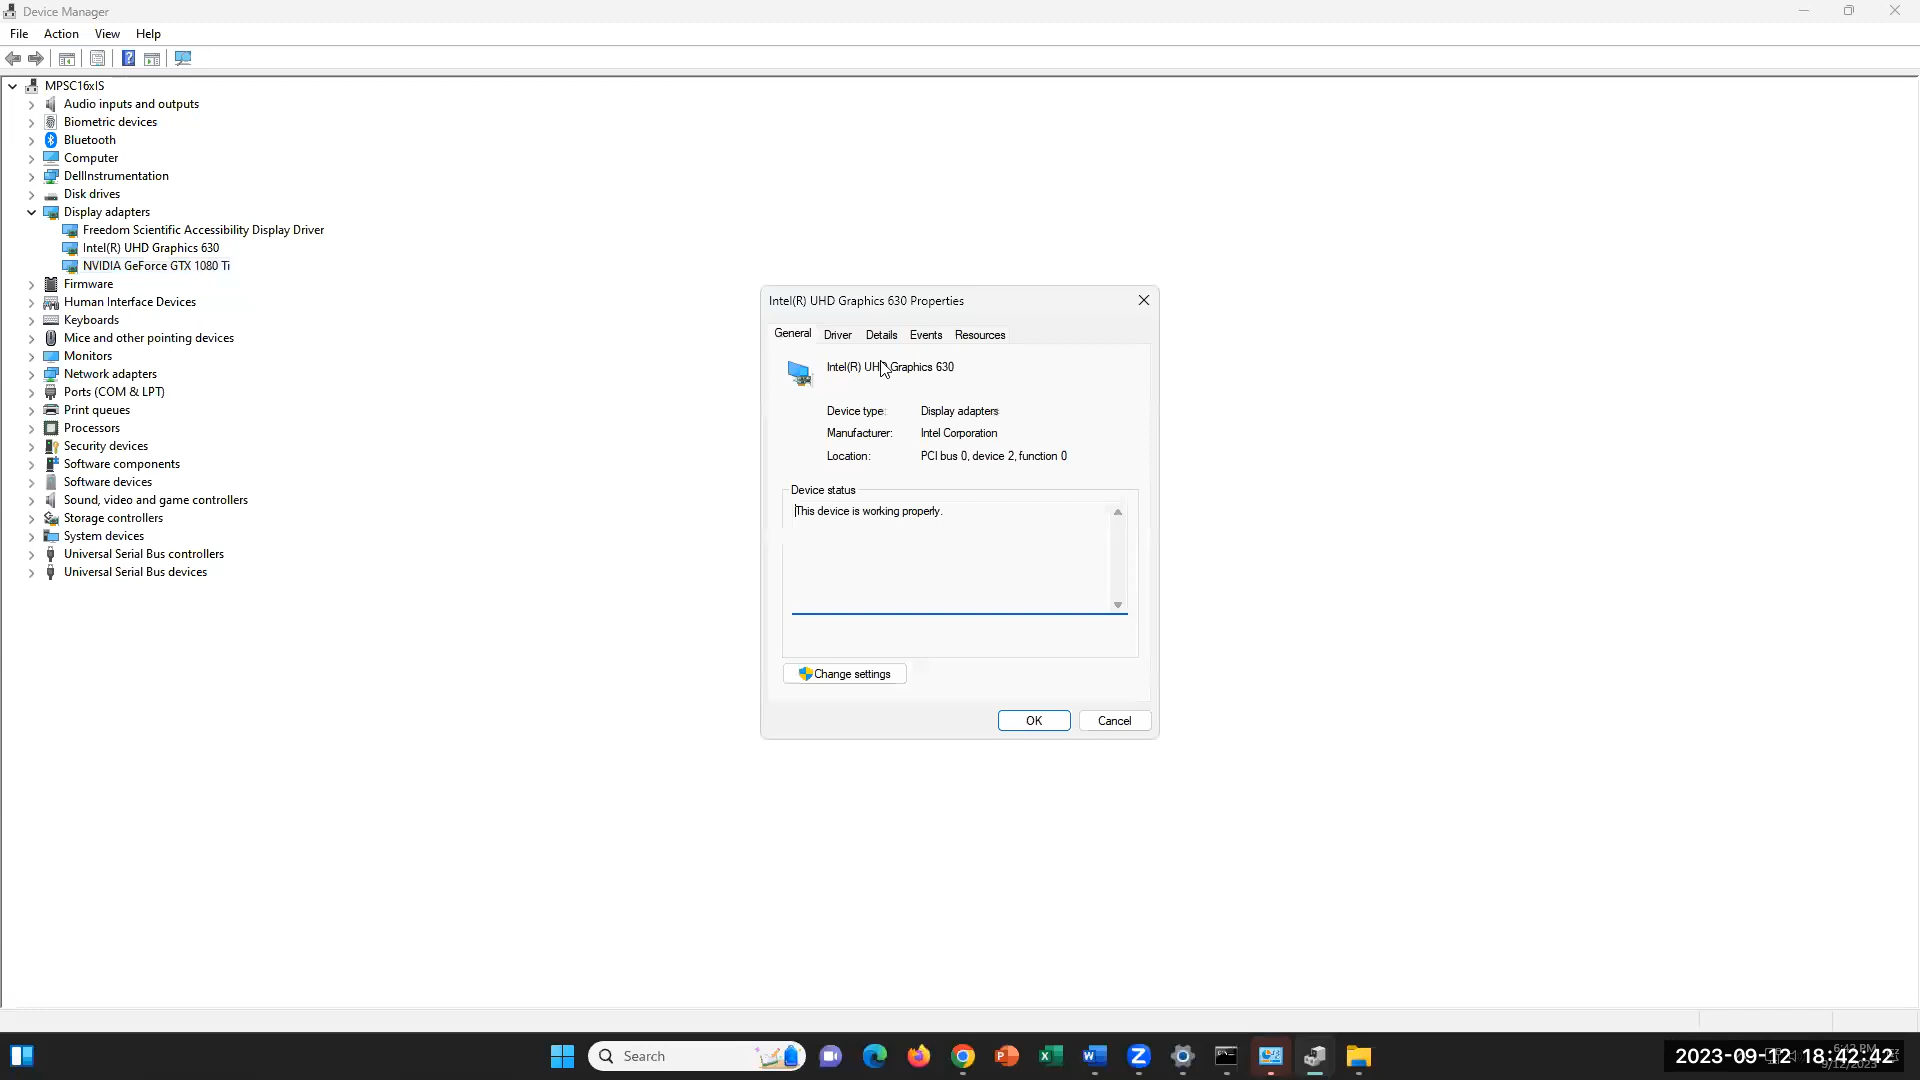 Device Manager
File Action View Help
MPSC16xIS
Audio inputs and outputs
Biometric devices
Bluetooth
Computer
DellInstrumentation
Disk drives
Display adapters
Freedom Scientific Accessibility Display Driver
Intel(R) UHD Graphics 630
NVIDIA GeForce GTX 1080 Ti
Firmware
Human Interface Devices
Keyboards
Mice and other pointing devices
Monitors
Network adapters
Ports (COM & LPT)
Print queues
Processors
Security devices
Software components
Software devices
Sound, video and game controllers
Storage controllers
System devices
Universal Serial Bus controllers
Universal Serial Bus devices
Intel(R) UHD Graphics 630 Properties
General Driver Details Events Resources
Intel(R) UHD Graphics 630
Device type: Display adapters
Manufacturer: Intel Corporation
Location: PCI bus 0, device 2, function 0
Device status
This device is working properly.
Change settings
OK Cancel
Search
2023-09-12 18:42:42